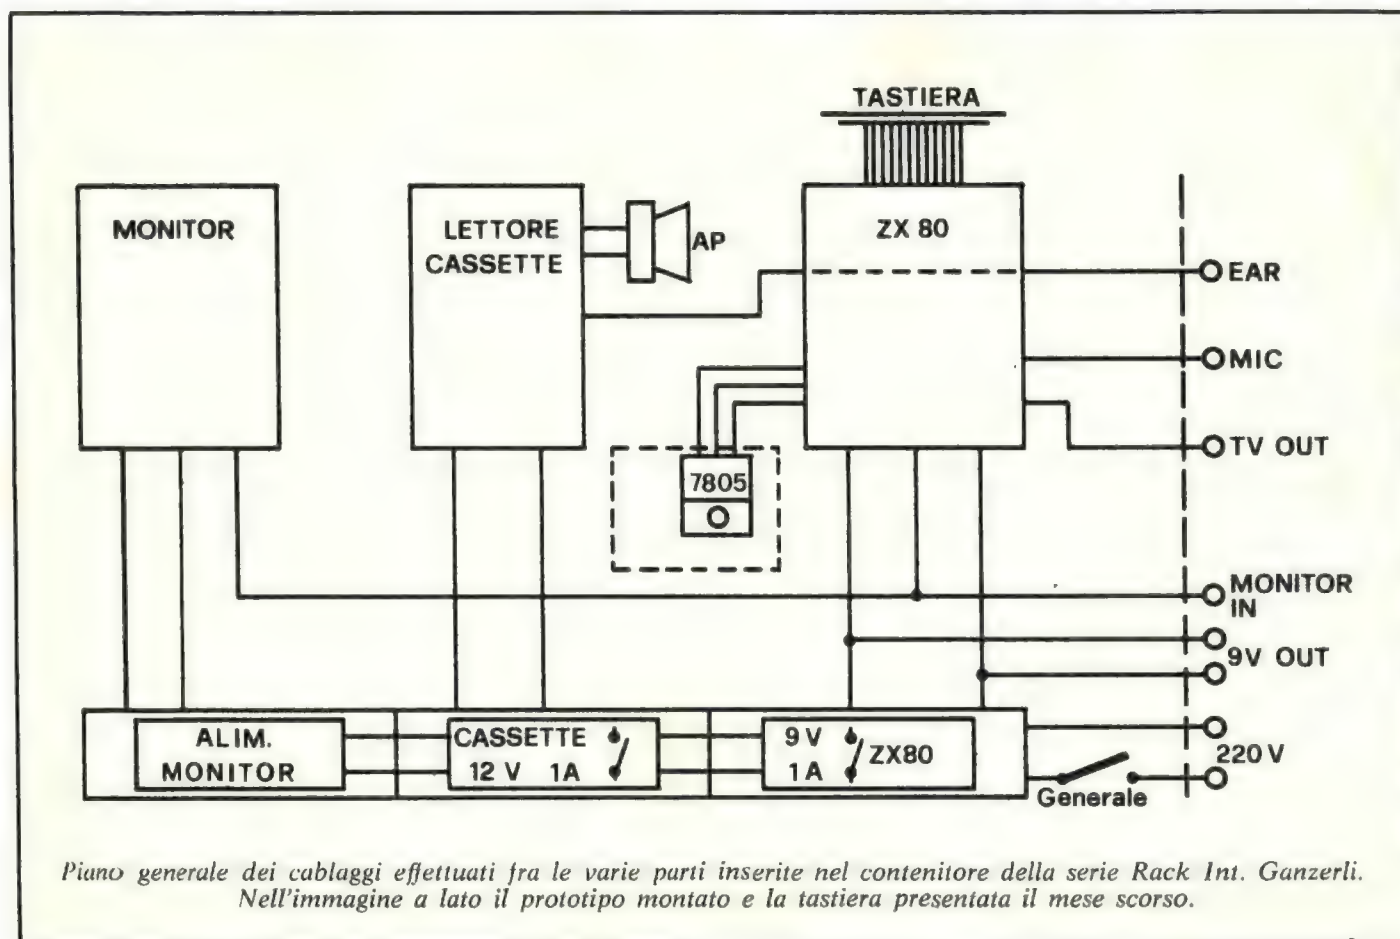 TASTIERA
MONITOR
LETTORE
CASSETTE
AP
ZX 80
EAR
MIC
TV OUT
7805
MONITOR
IN
9V OUT
ALIM.
MONITOR
CASSETTE
12 V 1A
9 V
1 A
ZX80
220 V
Generale
Piano generale dei cablaggi effettuati fra le varie parti inserite nel contenitore della serie Rack Int. Ganzerli.
Nell'immagine a lato il prototipo montato e la tastiera presentata il mese scorso.